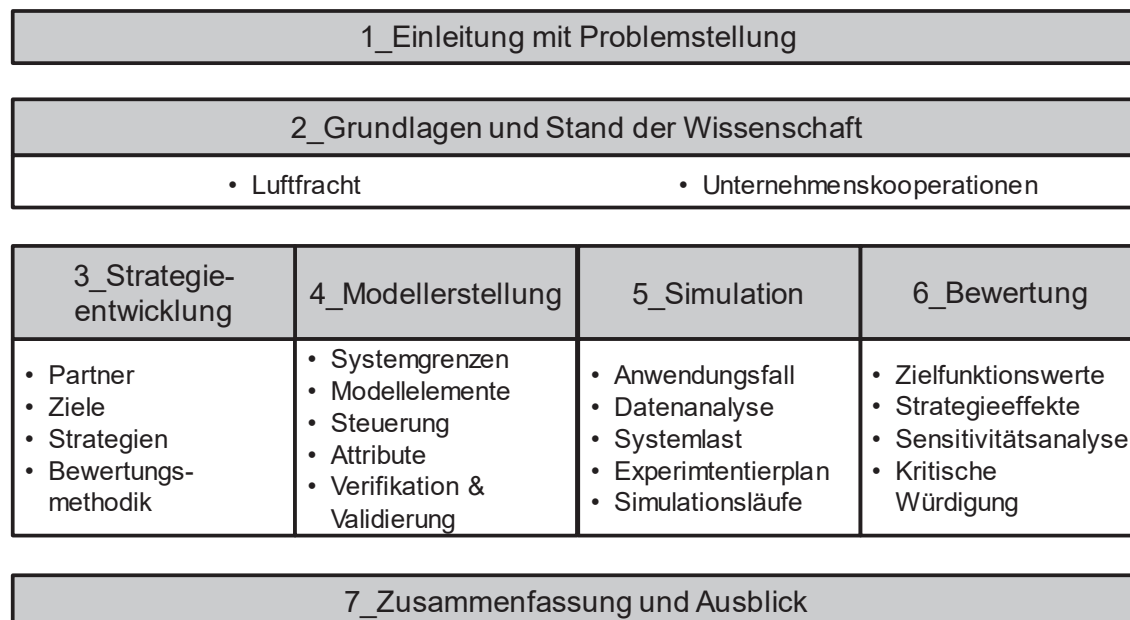 1_Einleitung mit Problemstellung
2_Grundlagen und Stand der Wissenschaft
• Luftfracht
• Unternehmenskooperationen
3_Strategie-
entwicklung
• Partner
• Ziele
• Strategien
• Bewertungs-
methodik
4_Modellerstellung
• Systemgrenzen
• Modellelemente
• Steuerung
• Attribute
• Verifikation &
Validierung
5_Simulation
• Anwendungsfall
• Datenanalyse
• Systemlast
• Experimtentierplan
• Simulationsläufe
6_Bewertung
• Zielfunktionswerte
• Strategieeffekte
• Sensitivitätsanalyse
• Kritische
Würdigung
7_Zusammenfassung und Ausblick